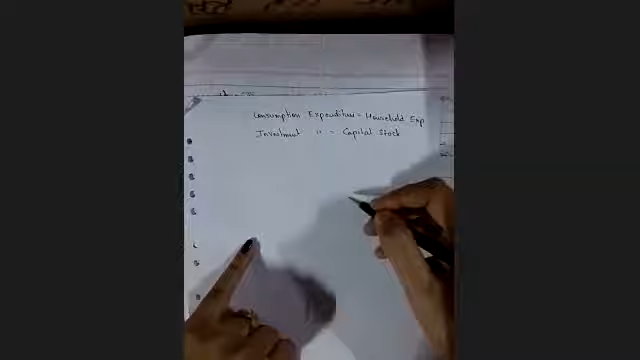 Consumption Expenditure = Household Exp
Investment " = Capital Stock